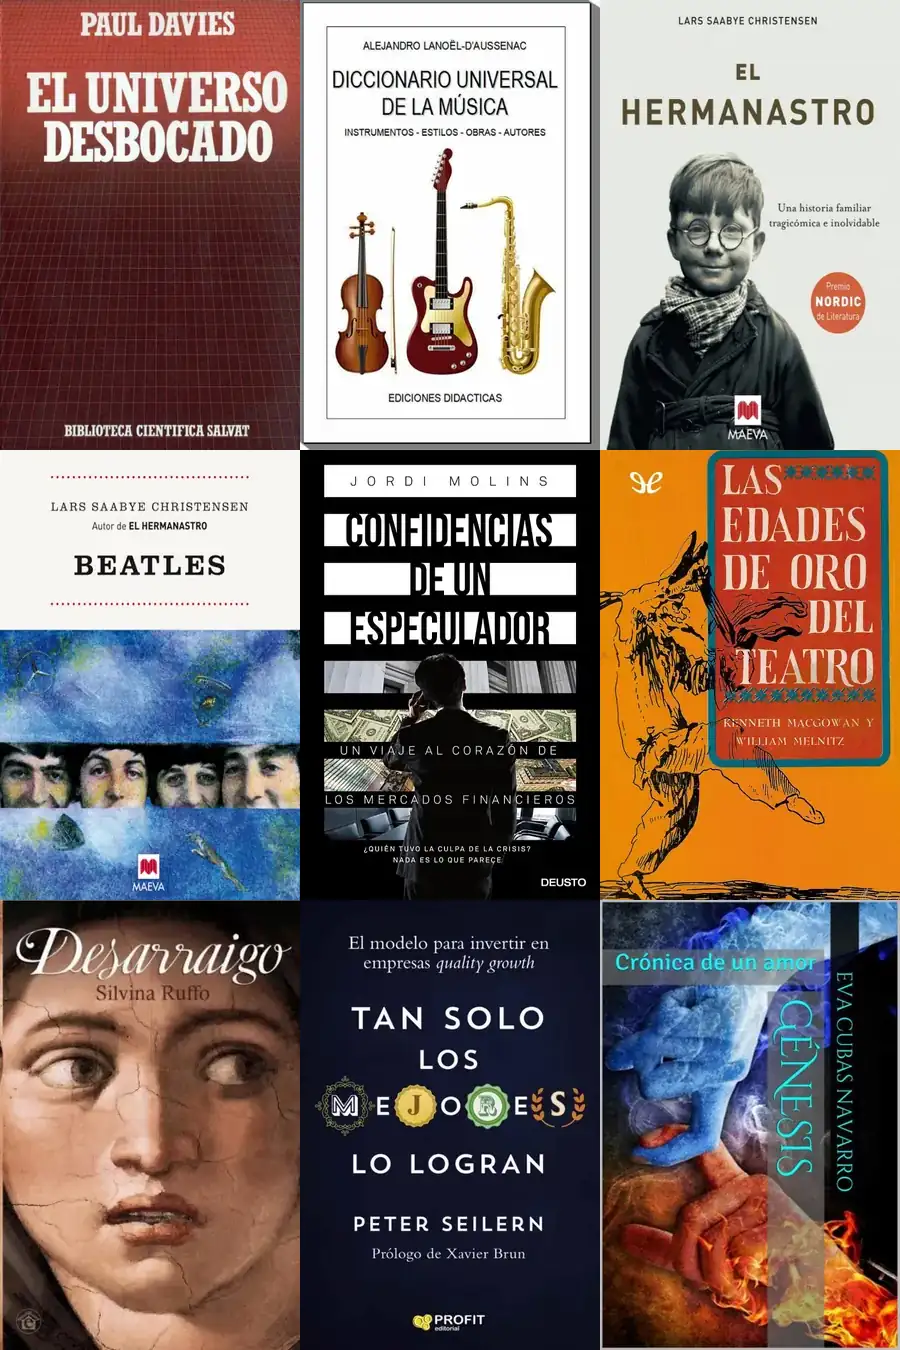 PAUL DAVIES
EL UNIVERSO
DESBOCADO
BIBLIOTECA CIENTIFICA SALVAT
ALEJANDRO LANOËL-D'AUSSENAC
DICCIONARIO UNIVERSAL
DE LA MÚSICA
INSTRUMENTOS - ESTILOS - OBRAS - AUTORES
EDICIONES DIDACTICAS
LARS SAABYE CHRISTENSEN
EL
HERMANASTRO
Una historia familiar
tragicómica e inolvidable
Premio
NORDIC
de Literatura
MAEVA
LARS SAABYE CHRISTENSEN
Autor de EL HERMANASTRO
BEATLES
MAEVA
JORDI MOLINS
CONFIDENCIAS
DE UN
ESPECULADOR
UN VIAJE AL CORAZÓN DE
LOS MERCADOS FINANCIEROS
¿QUIÉN TUVO LA CULPA DE LA CRISIS?
NADA ES LO QUE PARECE
DEUSTO
LAS
EDADES
DE ORO
DEL
TEATRO
KENNETH MACGOWAN Y
WILLIAM MELNITZ
Desarraigo
Silvina Ruffo
El modelo para invertir en
empresas quality growth
TAN SOLO
LOS
MEJORES
LO LOGRAN
PETER SEILERN
Prólogo de Xavier Brun
PROFIT
editorial
Crónica de un amor
GÉNESIS
EVA CUBAS NAVARRO